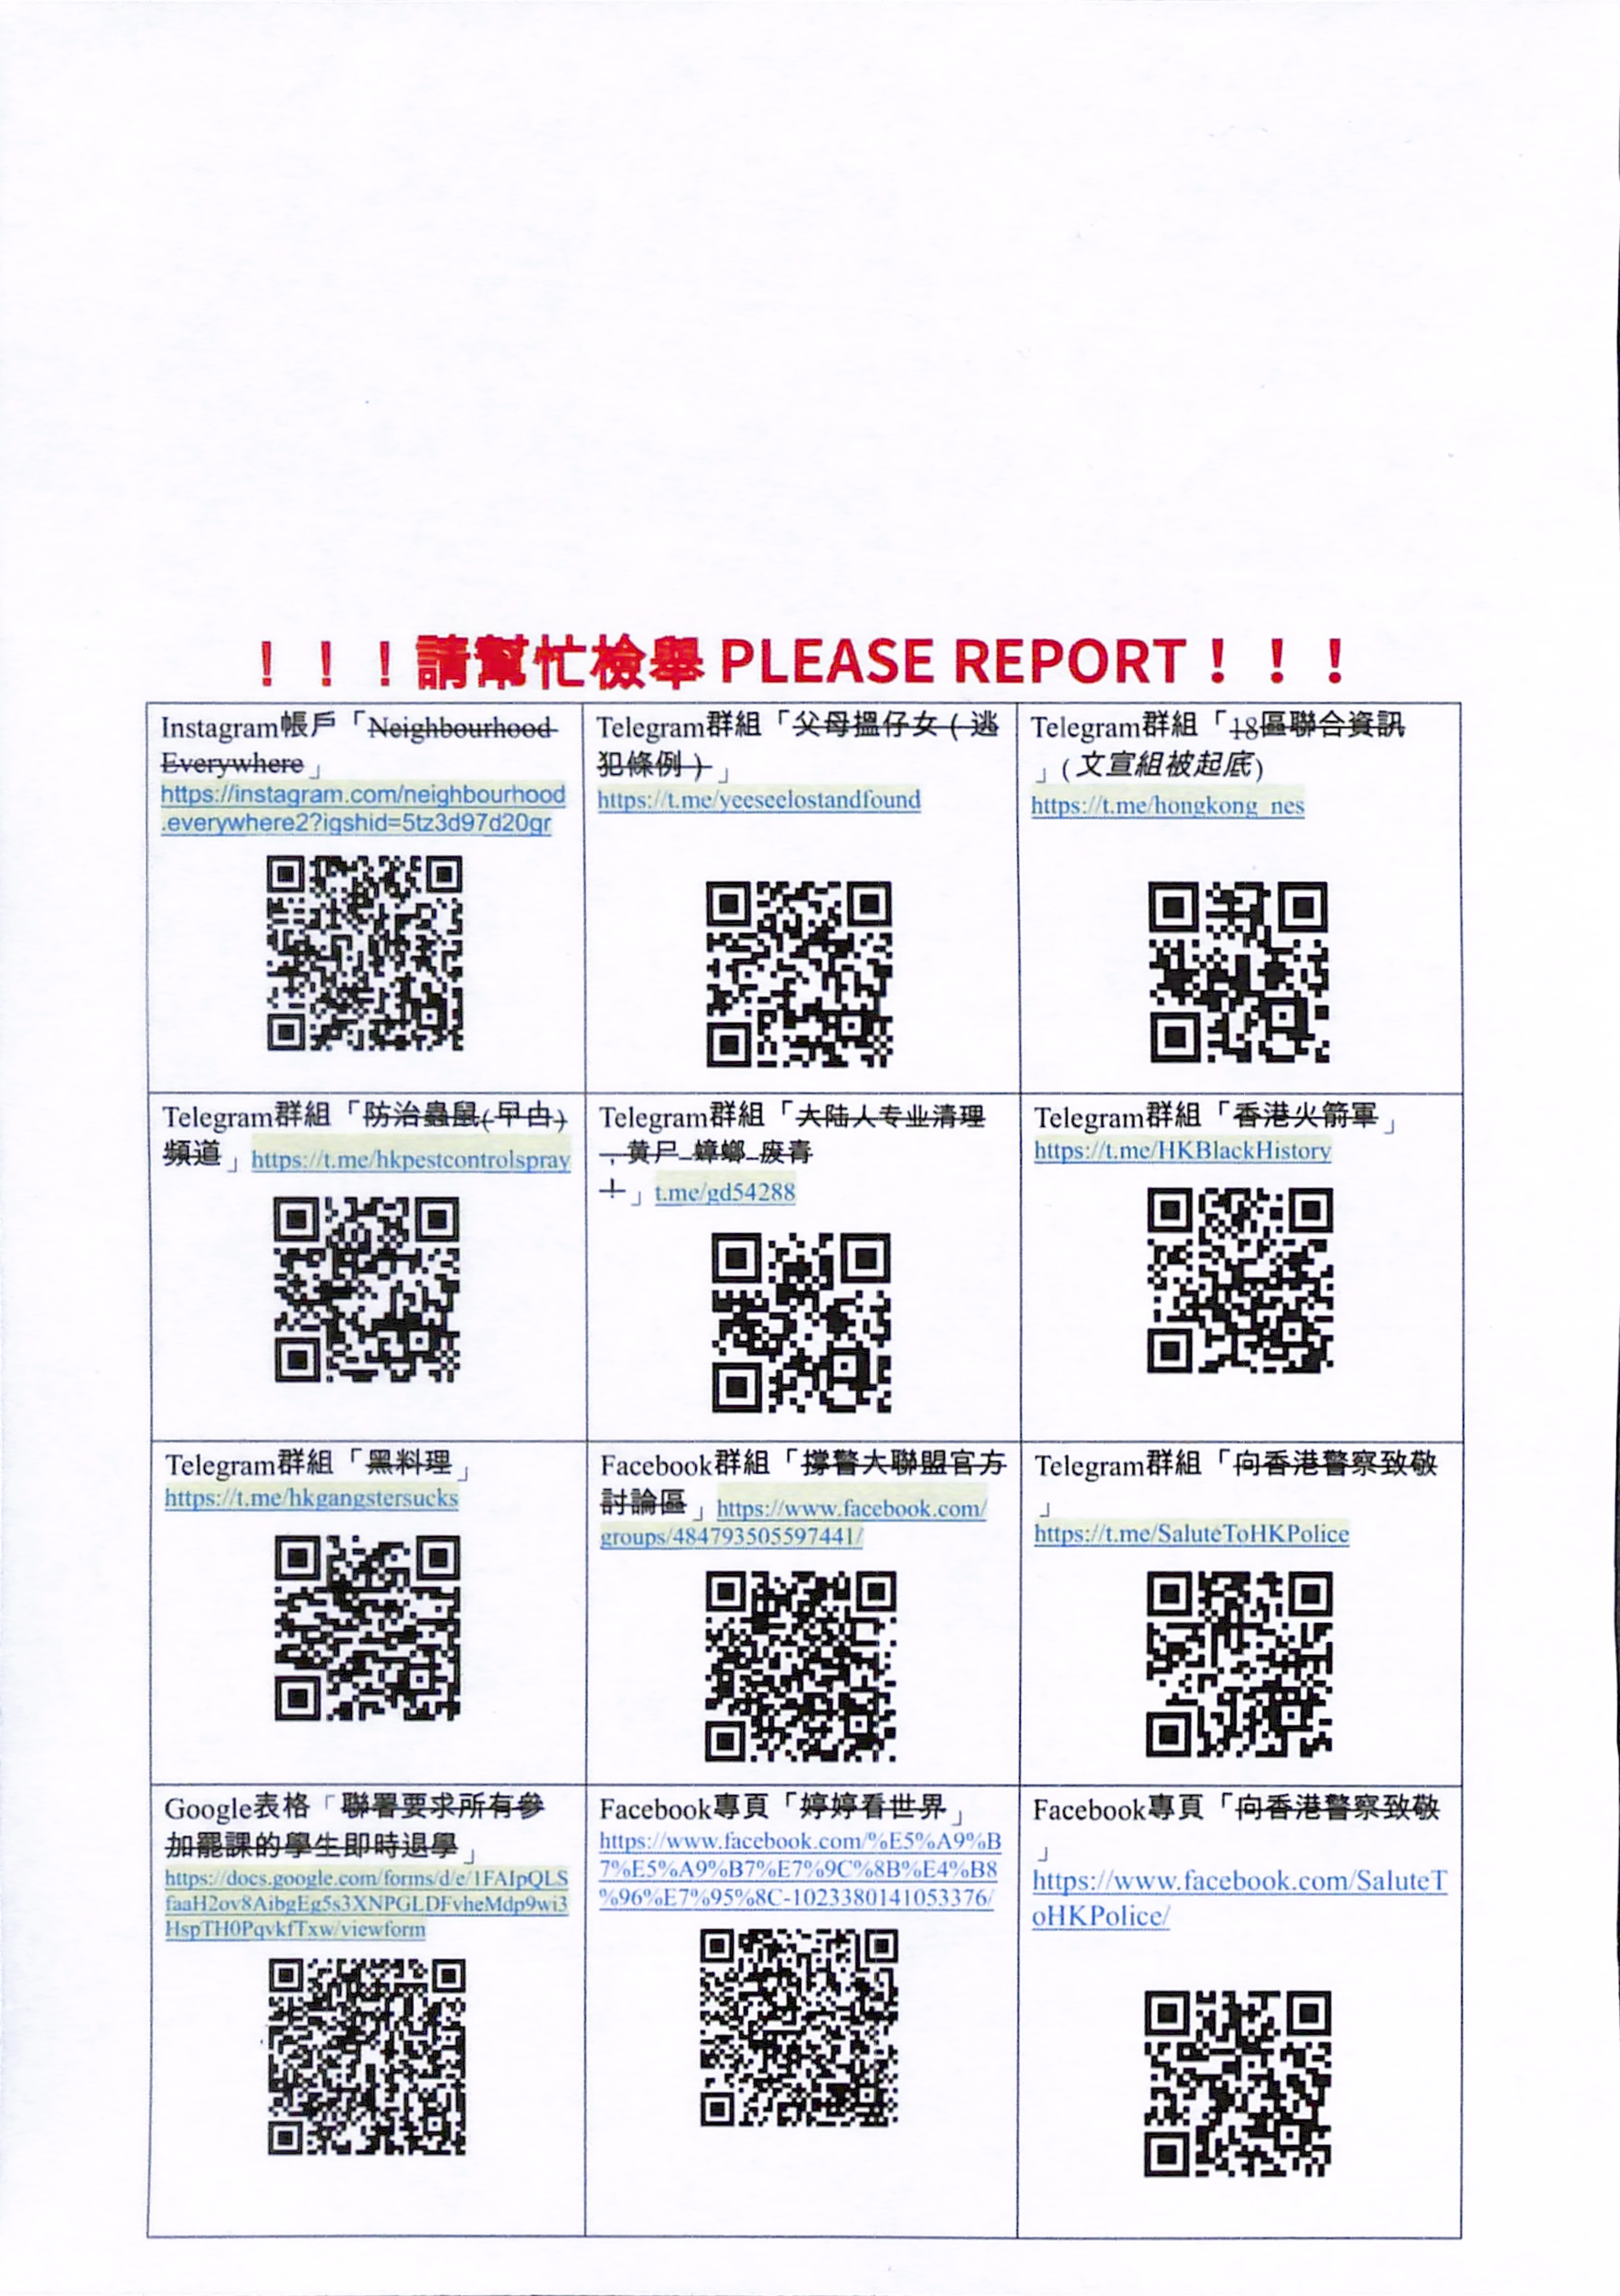 ！！！請幫忙檢舉 PLEASE REPORT！！！
Instagram帳戶「Neighbourhood
Everywhere」
https://instagram.com/neighbourhood
.everywhere2?igshid=5tz3d97d20gr
Telegram群組「父母搵仔女（逃
犯條例）」
https://t.me/yeeseelostandfound
Telegram群組「18區聯合資訊
」(文宣組被起底)
https://t.me/hongkong_nes
Telegram群組「防治蟲鼠(曱甴)
頻道」https://t.me/hkpestcontrolspray
Telegram群組「大陆人专业清理
，黄尸_蟑螂_废青
！」t.me/gd54288
Telegram群組「香港火箭軍」
https://t.me/HKBlackHistory
Telegram群組「黑料理」
https://t.me/hkgangstersucks
Facebook群組「撐警大聯盟官方
討論區」https://www.facebook.com/
groups/484793505597441/
Telegram群組「向香港警察致敬
」
https://t.me/SaluteToHKPolice
Google表格「聯署要求所有參
加罷課的學生即時退學」
https://docs.google.com/forms/d/e/1FAIpQLS
faaH2ov8AibgEg5s3XNPGLDFvheMdp9wi3
HspTH0PqvkfTxw/viewform
Facebook專頁「婷婷看世界」
https://www.facebook.com/%E5%A9%B
7%E5%A9%B7%E7%9C%8B%E4%B8
%96%E7%95%8C-1023380141053376/
Facebook專頁「向香港警察致敬
」
https://www.facebook.com/SaluteT
oHKPolice/